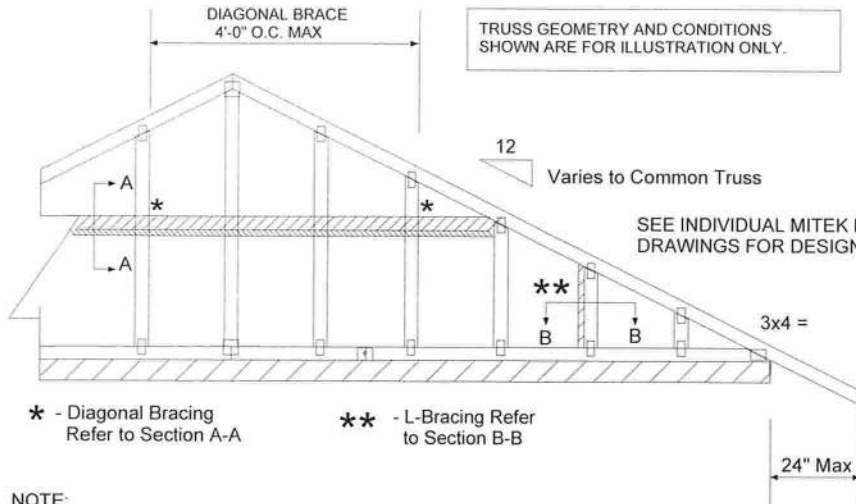 DIAGONAL BRACE
4'-0" O.C. MAX
TRUSS GEOMETRY AND CONDITIONS
SHOWN ARE FOR ILLUSTRATION ONLY.
12
Varies to Common Truss
A
*
*
SEE INDIVIDUAL MITEK
DRAWINGS FOR DESIGN
A
**
B
B
3x4 =
* - Diagonal Bracing
Refer to Section A-A
** - L-Bracing Refer
to Section B-B
24" Max
NOTE: